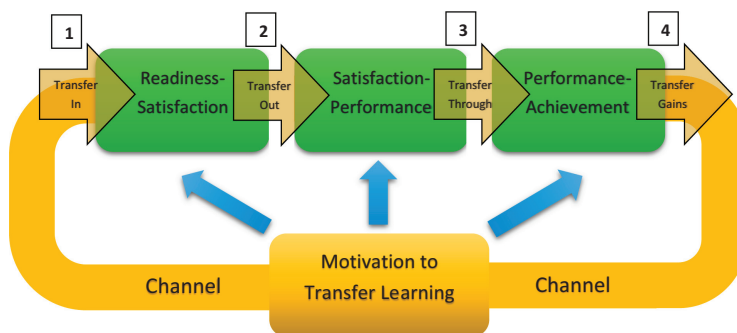 1
2
3
4
Transfer
In
Readiness-
Satisfaction
Transfer
Out
Satisfaction-
Performance
Transfer
Through
Performance-
Achievement
Transfer
Gains
Channel
Motivation to
Transfer Learning
Channel